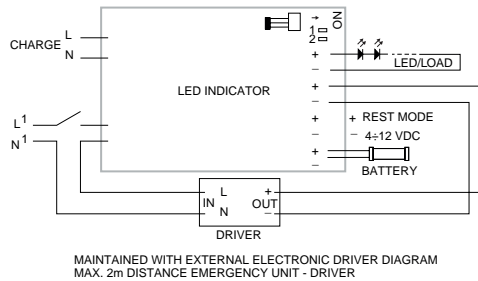 ON
1
2
CHARGE L
N
+
−
LED/LOAD
LED INDICATOR
+
−
+ + REST MODE
− − 4÷12 VDC
L1
N1
+
−
BATTERY
IN L + OUT
N −
DRIVER
MAINTAINED WITH EXTERNAL ELECTRONIC DRIVER DIAGRAM
MAX. 2m DISTANCE EMERGENCY UNIT - DRIVER